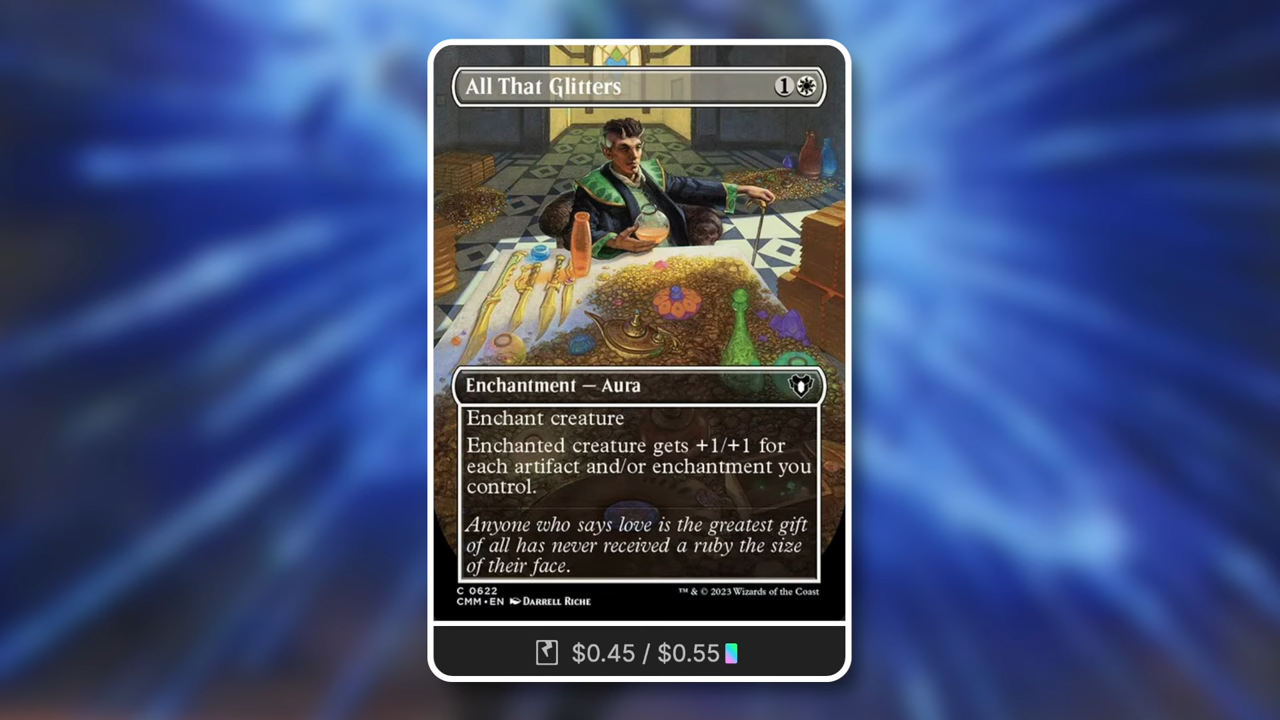 All That Glitters 1
Enchantment — Aura
Enchant creature
Enchanted creature gets +1/+1 for
each artifact and/or enchantment you
control.
Anyone who says love is the greatest gift
of all has never received a ruby the size
of their face.
C 0622
CMM • EN DARRELL RICHE
™ & © 2023 Wizards of the Coast
$0.45 / $0.55